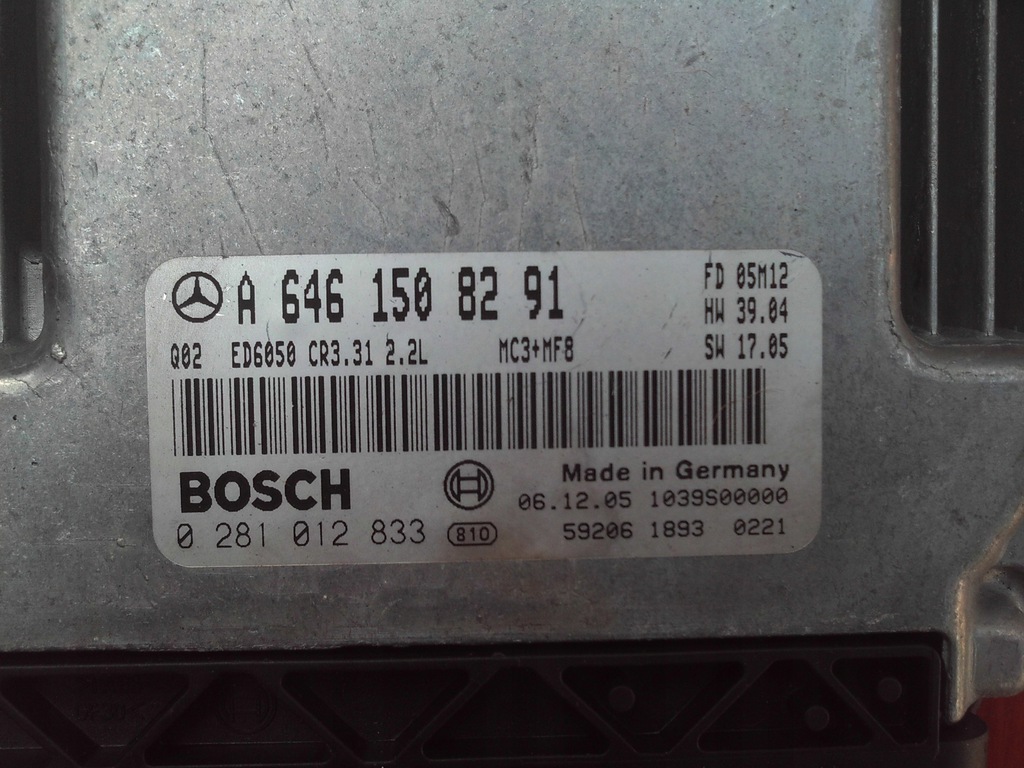 A 646 150 82 91
FD 05M12
HW 39.04
Q02 ED6050 CR3.31 2.2L MC3+MF8 SW 17.05
BOSCH
Made in Germany
06.12.05 1039S00000
0 281 012 833 810 59206 1893 0221